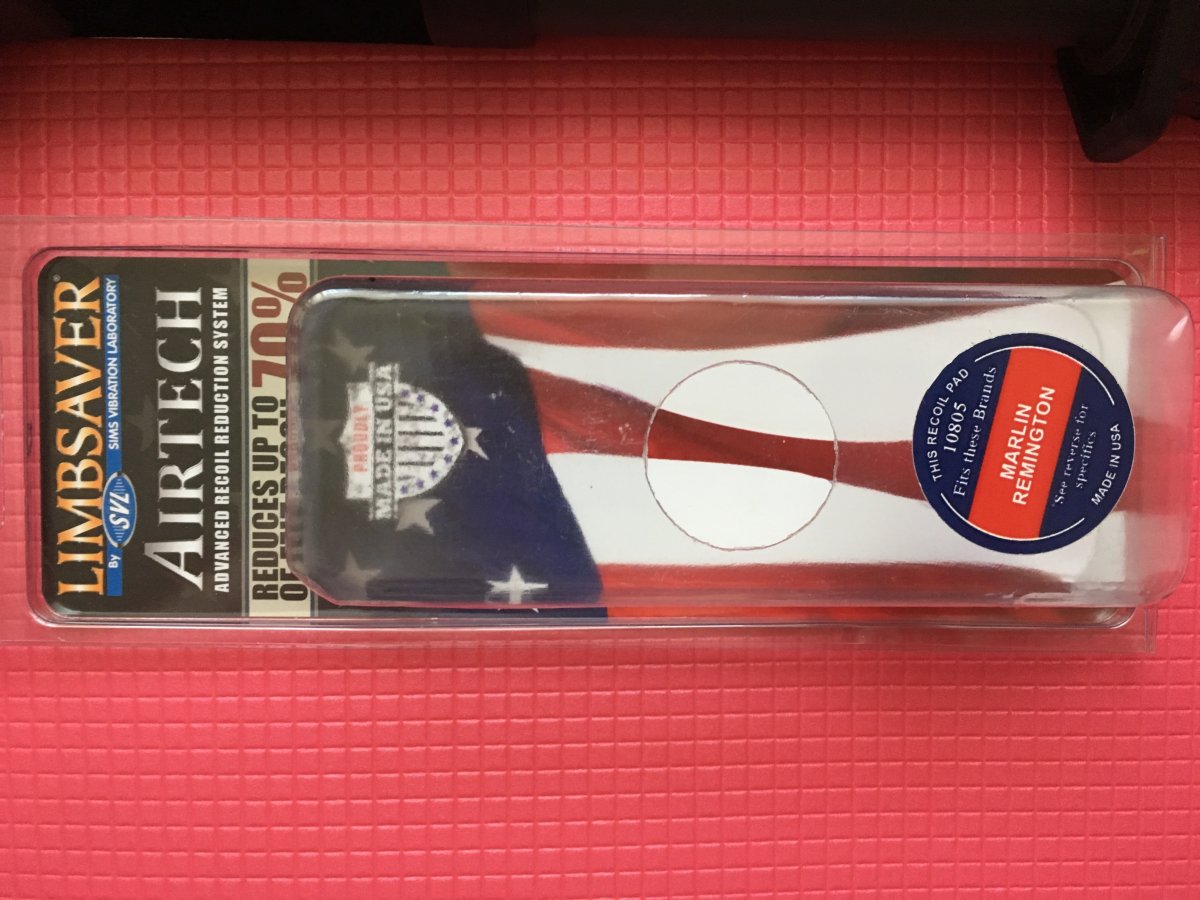 LIMBSAVER®
By SVL SIMS VIBRATION LABORATORY
AIRTECH
ADVANCED RECOIL REDUCTION SYSTEM
REDUCES UP TO 70%
OF
PROUDLY
MADE IN USA
THIS RECOIL PAD
10805
Fits these Brands
MARLIN
REMINGTON
*See reverse for
specifics
MADE IN USA